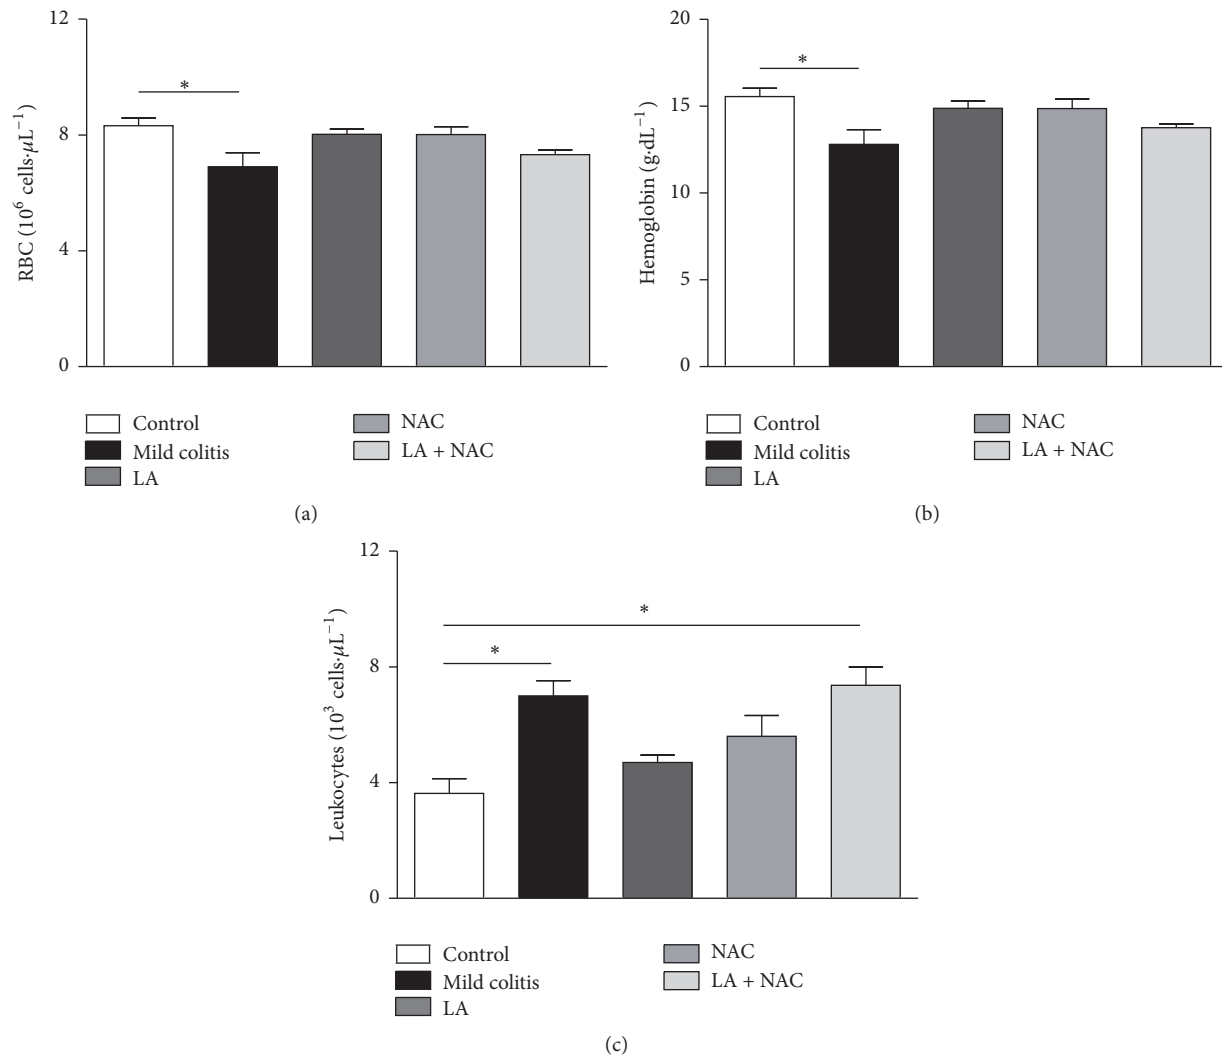 12
8
4
0
RBC (10⁶ cells·μL⁻¹)
*
Control
Mild colitis
LA
NAC
LA + NAC
(a)
20
15
10
5
0
Hemoglobin (g·dL⁻¹)
*
Control
Mild colitis
LA
NAC
LA + NAC
(b)
12
8
4
0
Leukocytes (10³ cells·μL⁻¹)
*
*
Control
Mild colitis
LA
NAC
LA + NAC
(c)